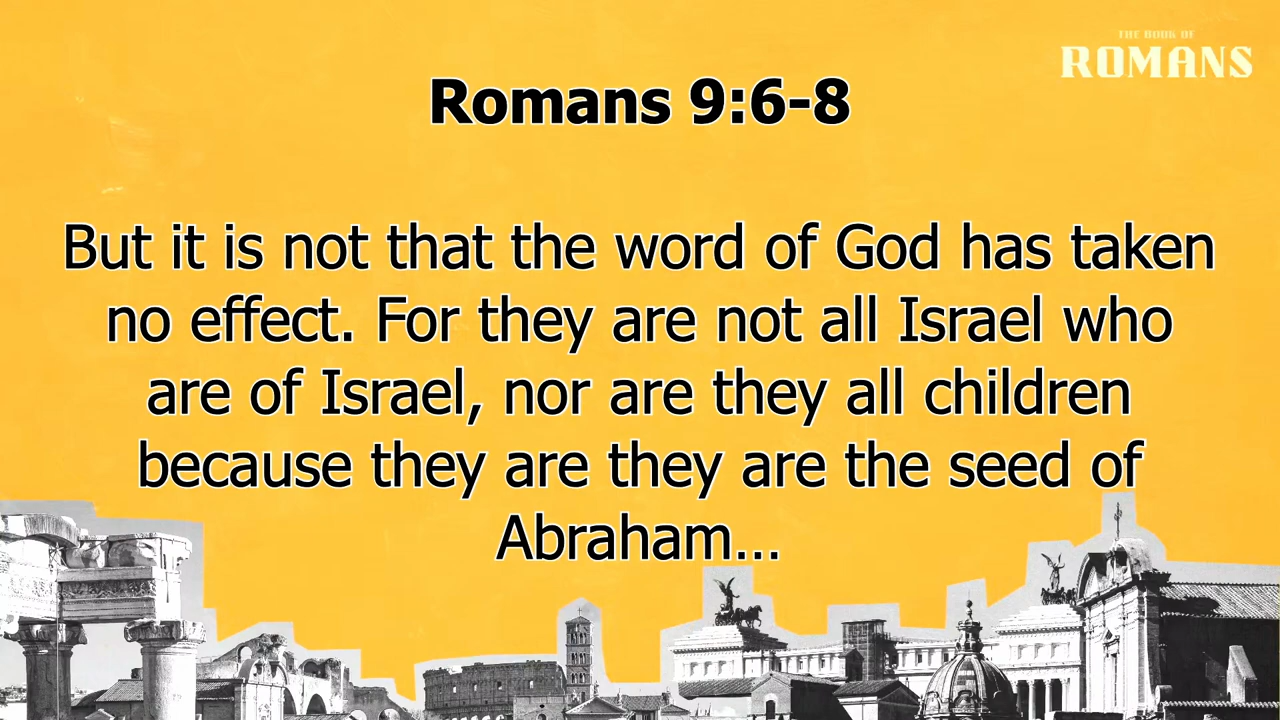 THE BOOK OF
ROMANS
Romans 9:6-8
But it is not that the word of God has taken
no effect. For they are not all Israel who
are of Israel, nor are they all children
because they are they are the seed of
Abraham...